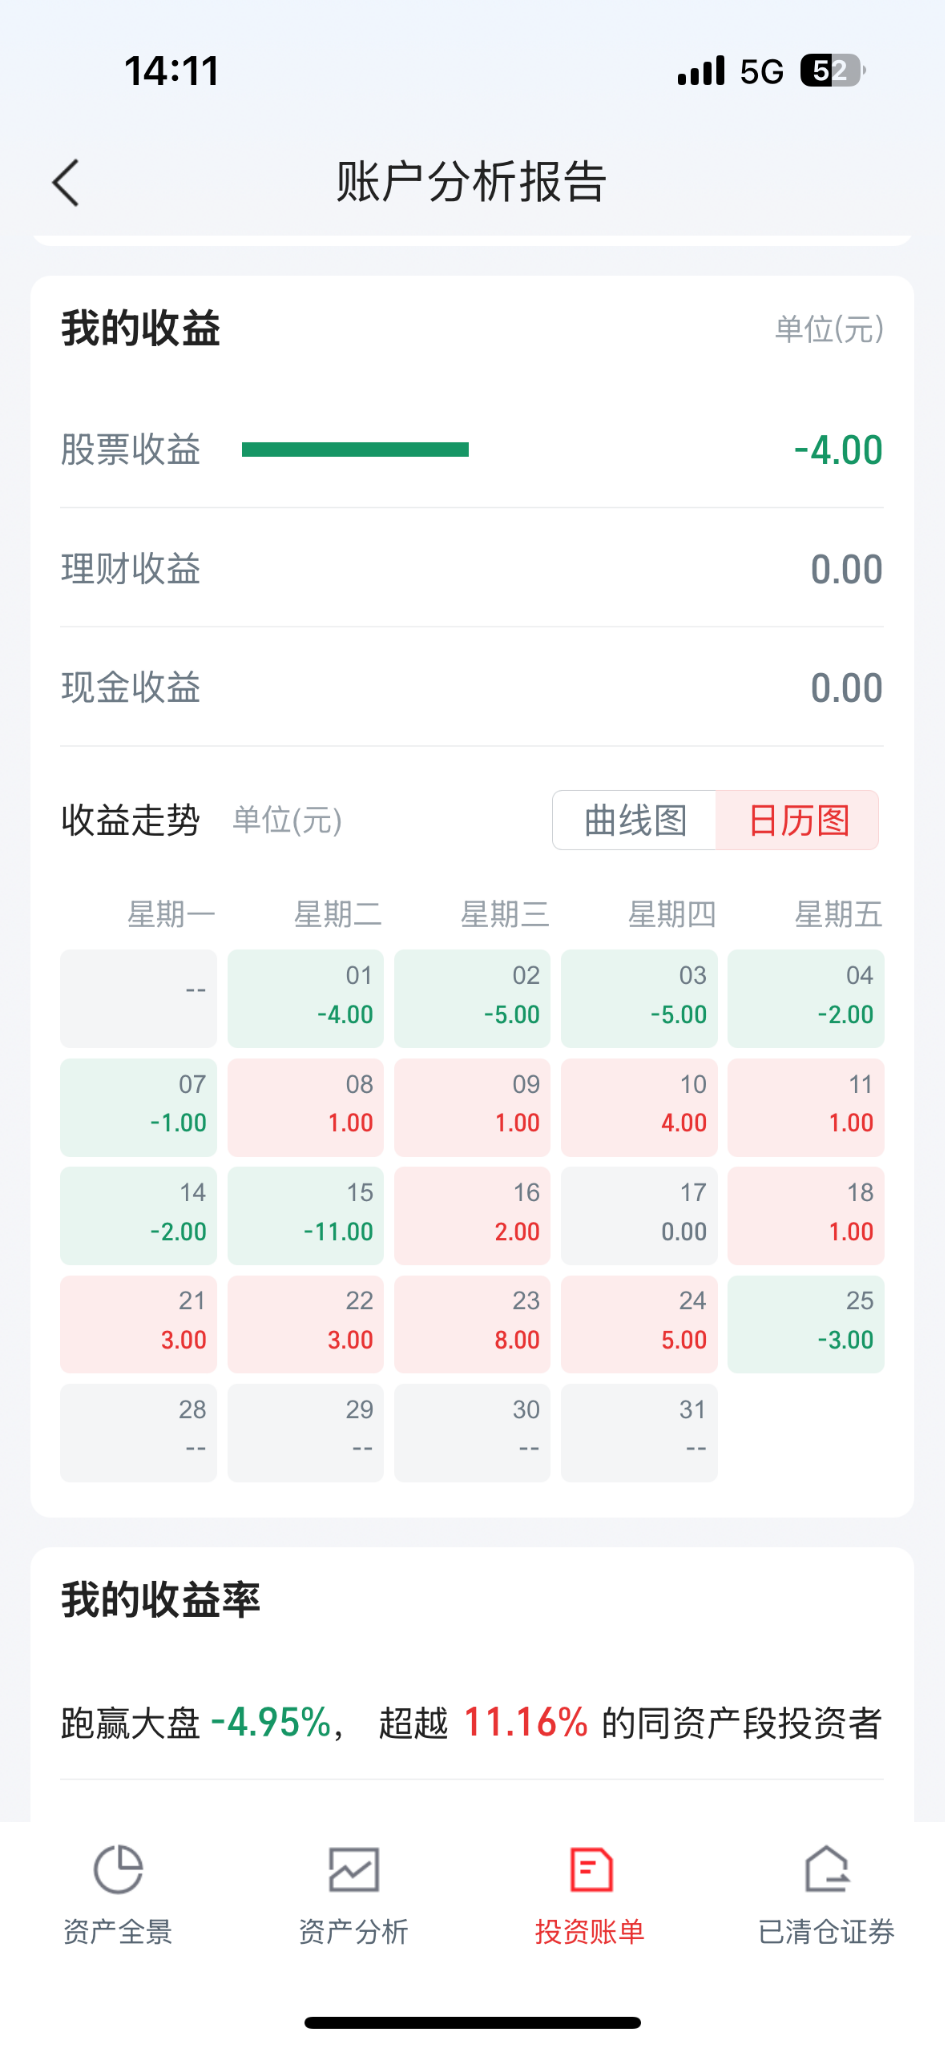 14:11 5G 52
账户分析报告
我的收益 单位(元)
股票收益 -4.00
理财收益 0.00
现金收益 0.00
收益走势 单位(元) 曲线图 日历图
星期一 星期二 星期三 星期四 星期五
-- 01 02 03 04
-4.00 -5.00 -5.00 -2.00
07 08 09 10 11
-1.00 1.00 1.00 4.00 1.00
14 15 16 17 18
-2.00 -11.00 2.00 0.00 1.00
21 22 23 24 25
3.00 3.00 8.00 5.00 -3.00
28 29 30 31
-- -- -- --
我的收益率
跑赢大盘 -4.95%， 超越 11.16% 的同资产段投资者
资产全景 资产分析 投资账单 已清仓证券